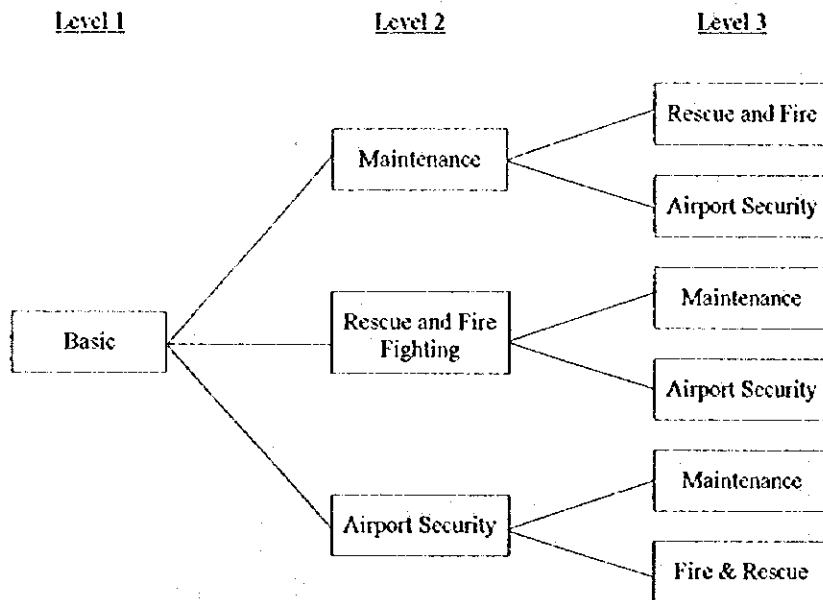 Level 1 Level 2 Level 3
Rescue and Fire
Maintenance
Airport Security
Maintenance
Basic
Rescue and Fire
Fighting
Airport Security
Maintenance
Airport Security
Fire & Rescue